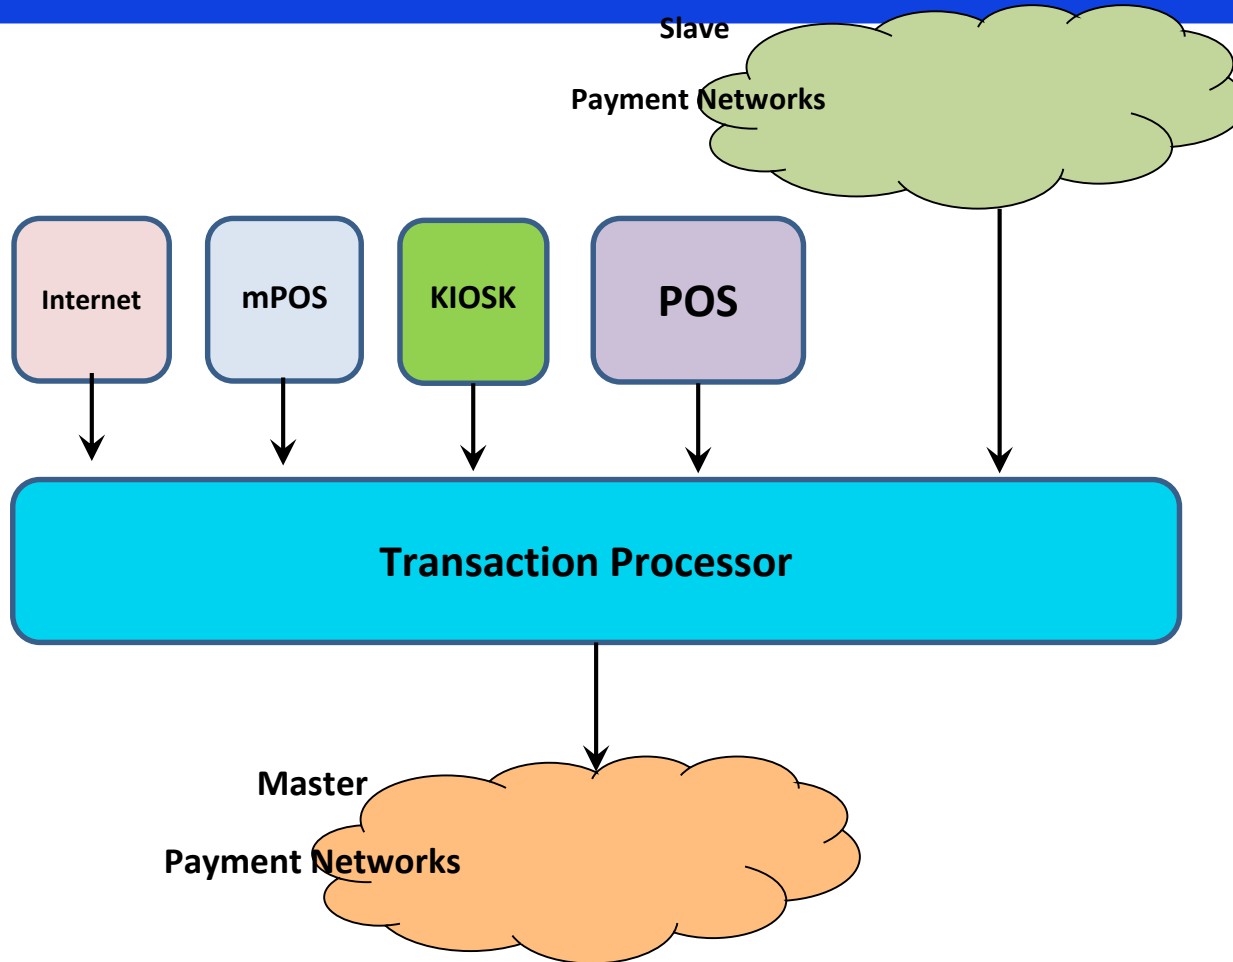 Slave
Payment Networks
Internet
mPOS
KIOSK
POS
Transaction Processor
Master
Payment Networks